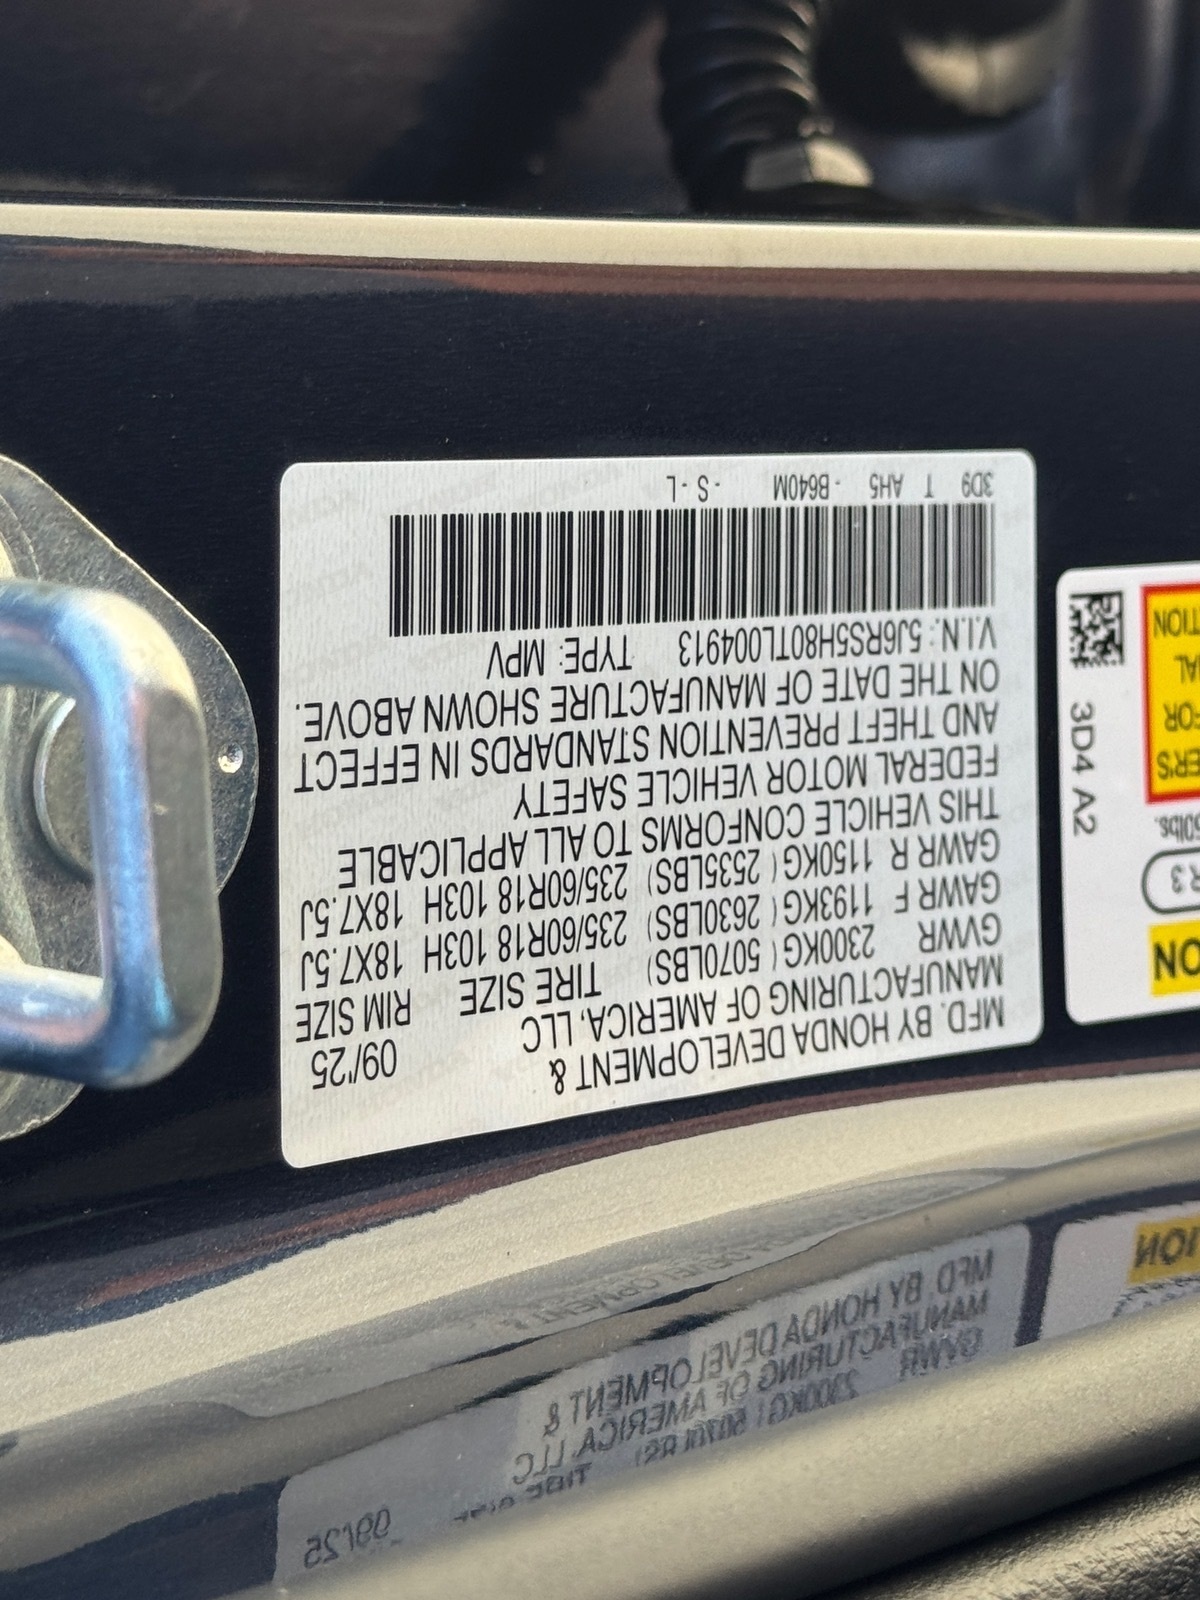 MFD. BY HONDA DEVELOPMENT &
MANUFACTURING OF AMERICA, LLC 09/'25
GVWR 2300KG ( 5070LBS) TIRE SIZE RIM SIZE
GAWR F 1193KG ( 2630LBS) 235/60R18 103H 18X7.5J
GAWR R 1150KG ( 2535LBS) 235/60R18 103H 18X7.5J
THIS VEHICLE CONFORMS TO ALL APPLICABLE
FEDERAL MOTOR VEHICLE SAFETY
AND THEFT PREVENTION STANDARDS IN EFFECT
ON THE DATE OF MANUFACTURE SHOWN ABOVE.
V.I.N.: 5J6RS5H80TL004913 TYPE: MPV
3D9 T AH5 - B640M - S - L
3D4 A2